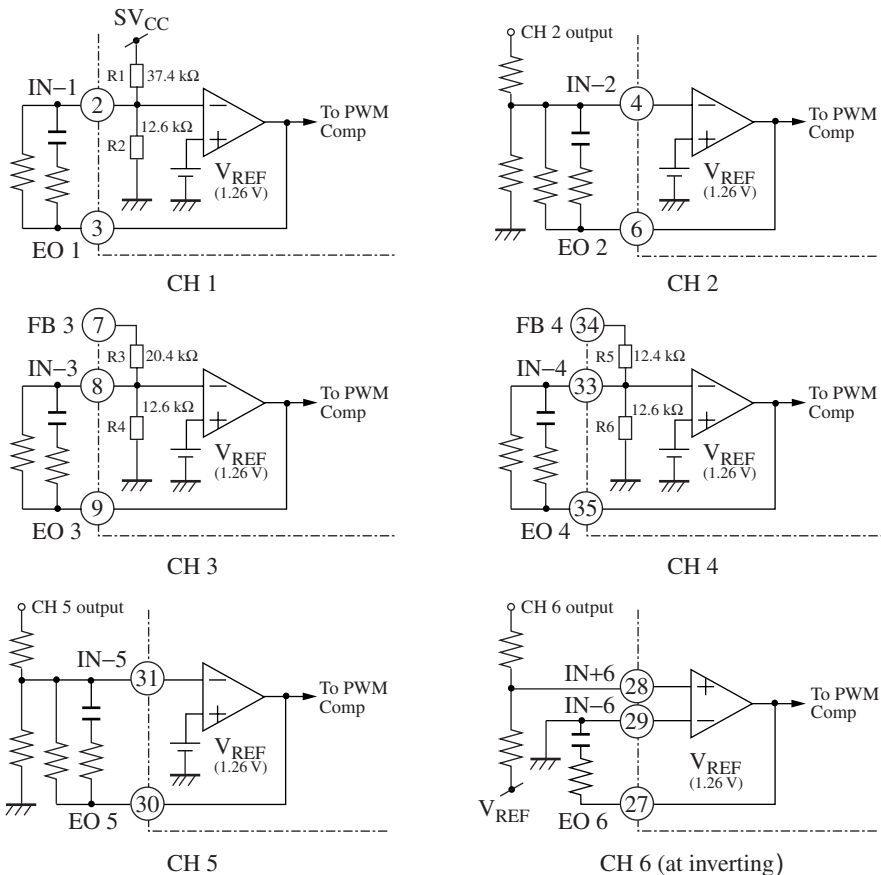 SVCC
R1 37.4 kΩ
IN–1
2
12.6 kΩ
R2
–
+
To PWM
Comp
VREF
(1.26 V)
3
EO 1
CH 1
CH 2 output
IN–2
4
–
+
To PWM
Comp
VREF
(1.26 V)
6
EO 2
CH 2
FB 3
7
R3 20.4 kΩ
IN–3
8
12.6 kΩ
R4
–
+
To PWM
Comp
VREF
(1.26 V)
9
EO 3
CH 3
FB 4
34
R5 12.4 kΩ
IN–4
33
12.6 kΩ
R6
–
+
To PWM
Comp
VREF
(1.26 V)
35
EO 4
CH 4
CH 5 output
IN–5
31
–
+
To PWM
Comp
VREF
(1.26 V)
30
EO 5
CH 5
CH 6 output
IN+6
28
IN–6
29
+
–
To PWM
Comp
VREF
(1.26 V)
VREF
27
EO 6
CH 6 (at inverting)